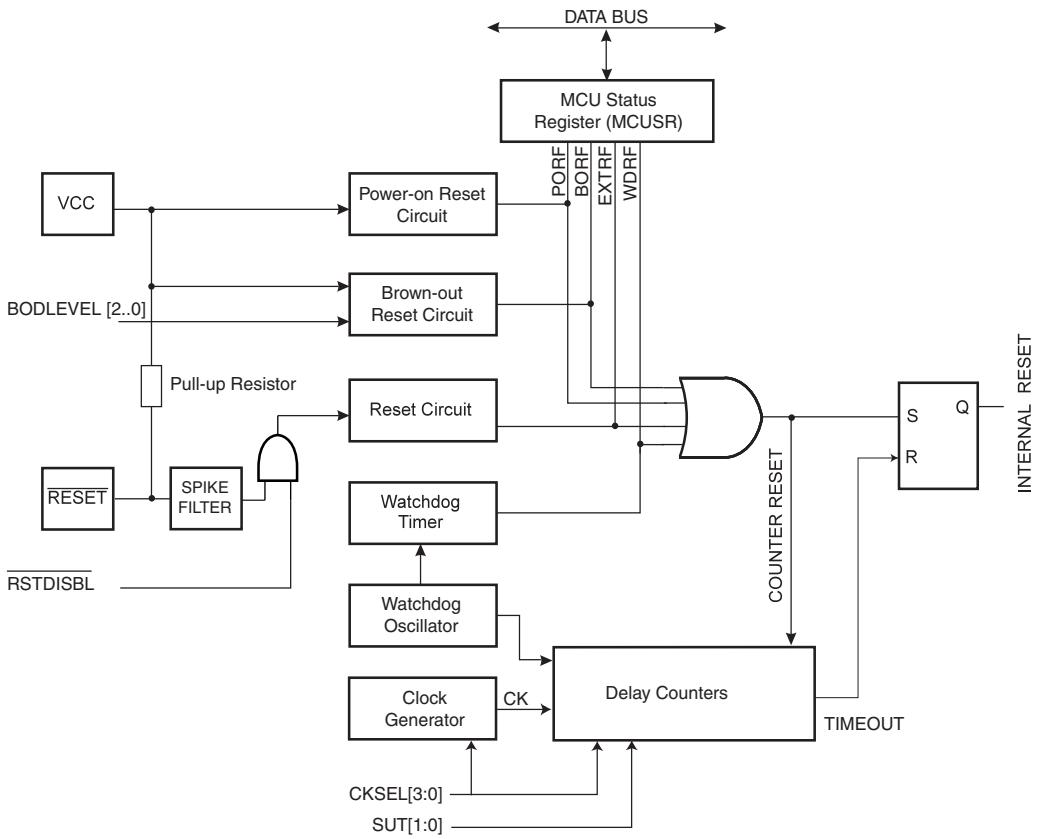 DATA BUS
MCU Status
Register (MCUSR)
PORF
BORF
EXTRF
WDRF
VCC
Power-on Reset
Circuit
BODLEVEL [2..0]
Brown-out
Reset Circuit
Pull-up Resistor
Reset Circuit
RESET
SPIKE
FILTER
RSTDISBL
Watchdog
Timer
Watchdog
Oscillator
Clock
Generator
CK
CKSEL[3:0]
SUT[1:0]
Delay Counters
COUNTER RESET
TIMEOUT
S
R
Q
INTERNAL RESET